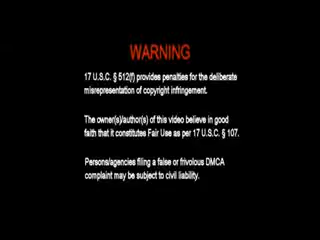 WARNING
17 U.S.C. § 512(f) provides penalties for the deliberate
misrepresentation of copyright infringement.
The owner(s)/author(s) of this video believe in good
faith that it constitutes Fair Use as per 17 U.S.C. § 107.
Persons/agencies filing a false or frivolous DMCA
complaint may be subject to civil liability.